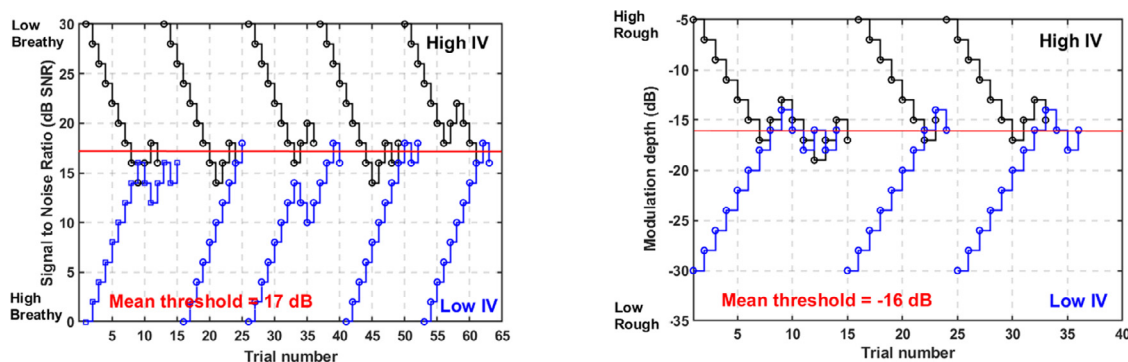 Low
Breathy
High IV
Signal to Noise Ratio (dB SNR)
30
25
20
15
10
5
0
High
Breathy
Mean threshold = 17 dB
Low IV
5 10 15 20 25 30 35 40 45 50 55 60 65
Trial number
High
Rough
High IV
Modulation depth (dB)
-5
-10
-15
-20
-25
-30
-35
Low
Rough
Mean threshold = -16 dB
Low IV
5 10 15 20 25 30 35 40
Trial number